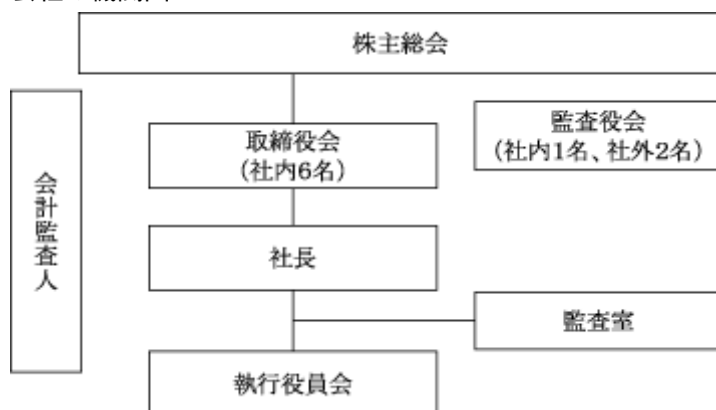 株主総会
会計監査人
取締役会
(社内6名)
監査役会
(社内1名、社外2名)
社長
監査室
執行役員会